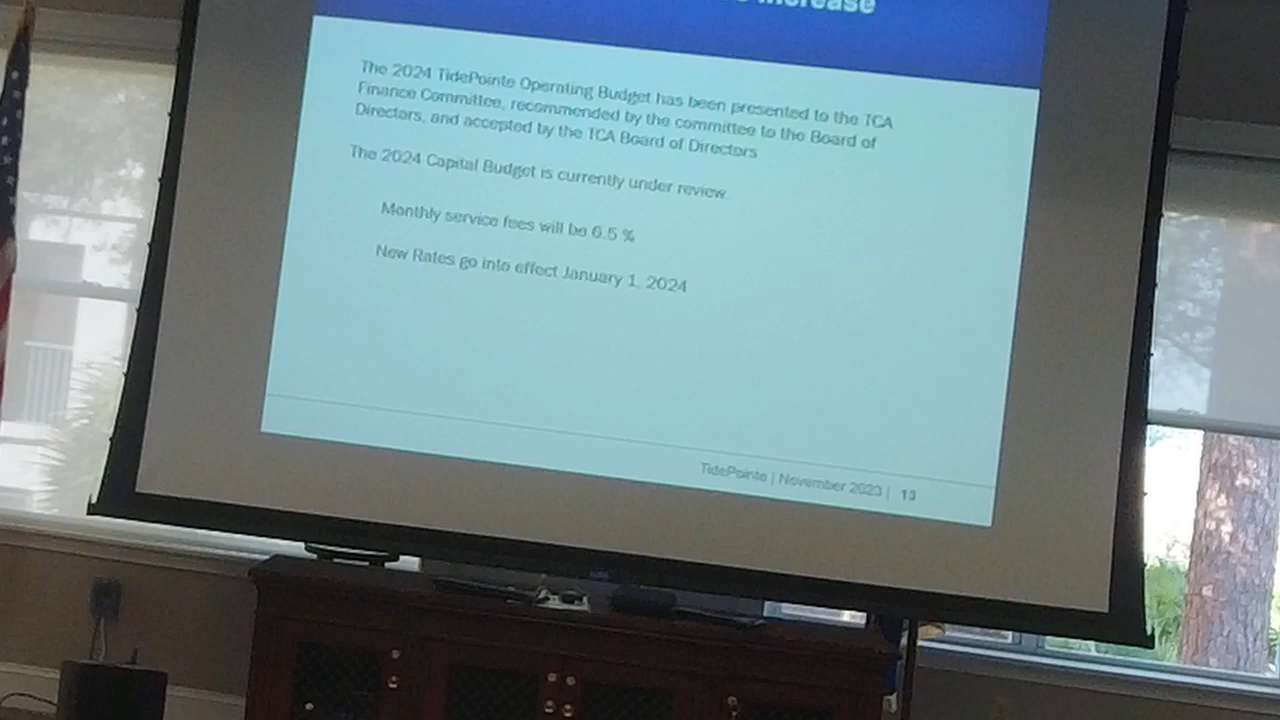 Increase
The 2024 TidePointe Operating Budget has been presented to the TCA
Finance Committee, recommended by the committee to the Board of
Directors, and accepted by the TCA Board of Directors
The 2024 Capital Budget is currently under review.
Monthly service fees will be 6.5 %
New Rates go into effect January 1, 2024
TidePointe | November 2023 | 13